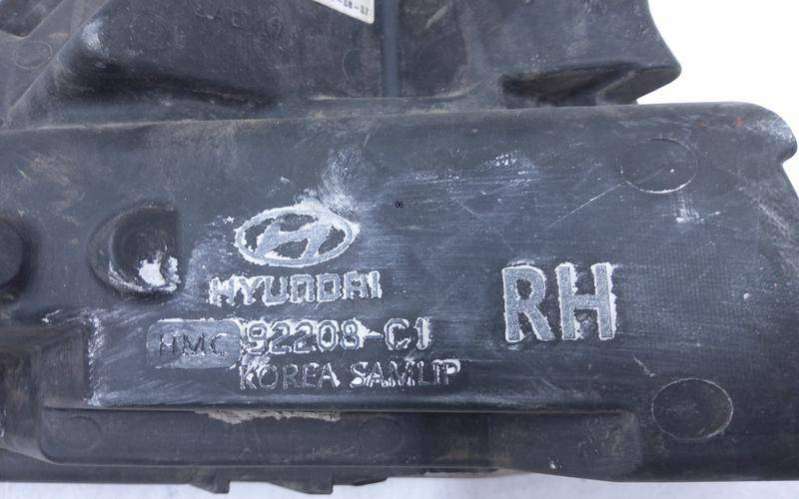 HYUNDAI
RH
HMC 92208-C1
KOREA SAMLIP